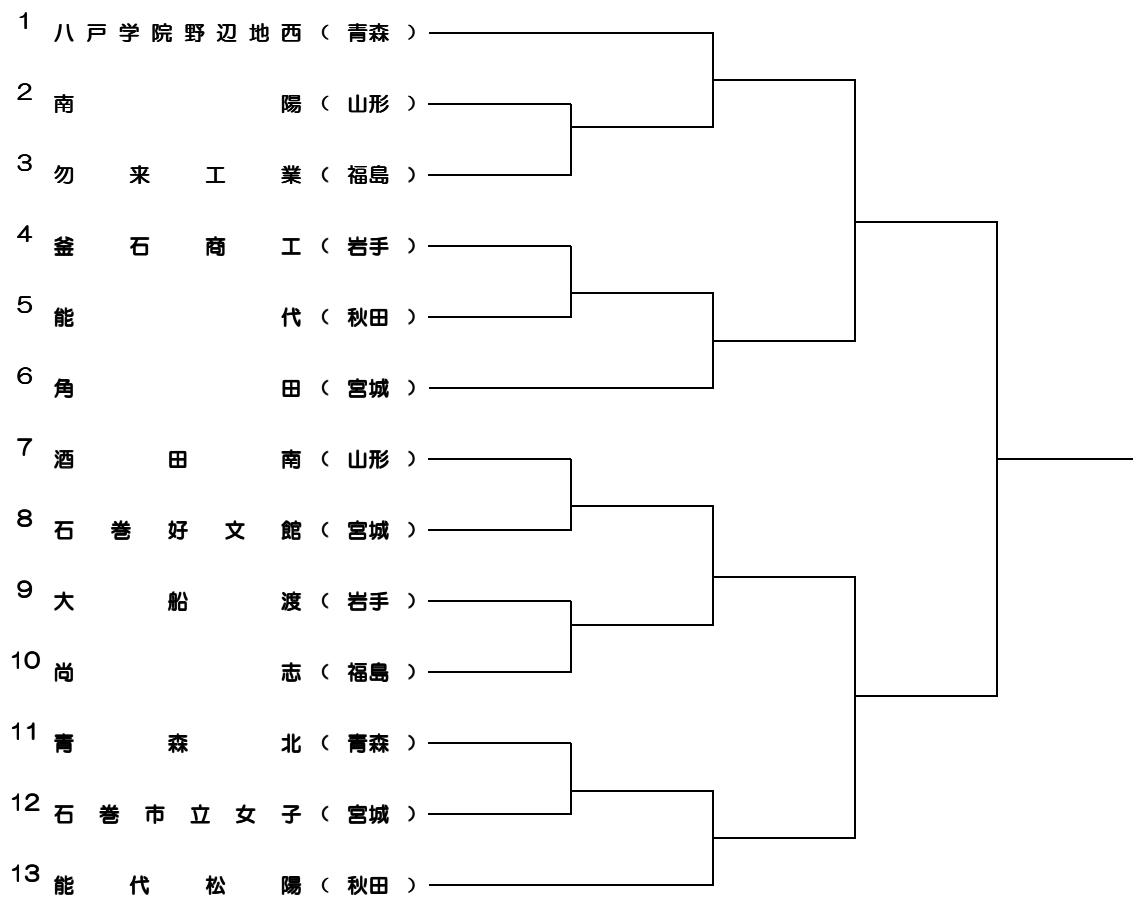 1 八戸学院野辺地西 ( 青森 )
2 南陽 ( 山形 )
3 勿来工業 ( 福島 )
4 釜石商工 ( 岩手 )
5 能代 ( 秋田 )
6 角田 ( 宮城 )
7 酒田南 ( 山形 )
8 石巻好文館 ( 宮城 )
9 大船渡 ( 岩手 )
10 尚志 ( 福島 )
11 青森北 ( 青森 )
12 石巻市立女子 ( 宮城 )
13 能代松陽 ( 秋田 )